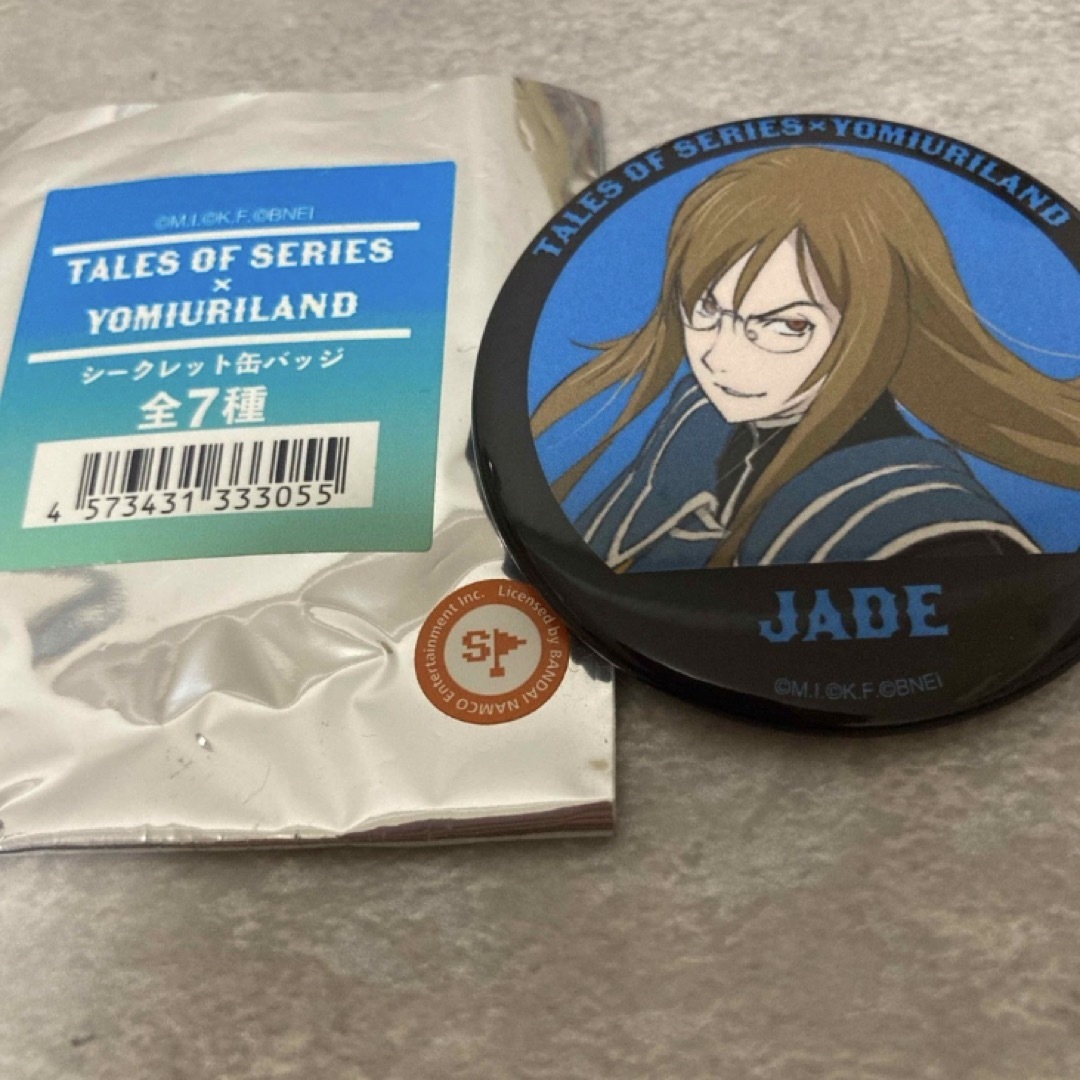 ©M.I.©K.F.©BNEI
TALES OF SERIES
×
YOMIURILAND
シークレット缶バッジ
全7種
4 573431 333055
Licensed by BANDAI NAMCO Entertainment Inc.
SP
TALES OF SERIES×YOMIURILAND
JADE
©M.I.©K.F.©BNEI